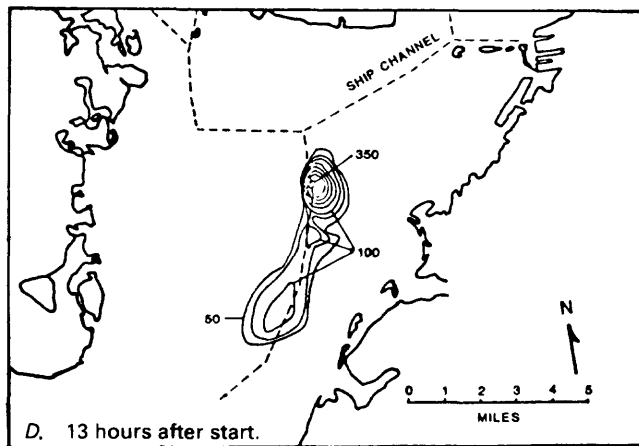 SHIP CHANNEL
350
100
50
N
0 1 2 3 4 5
MILES
D. 13 hours after start.